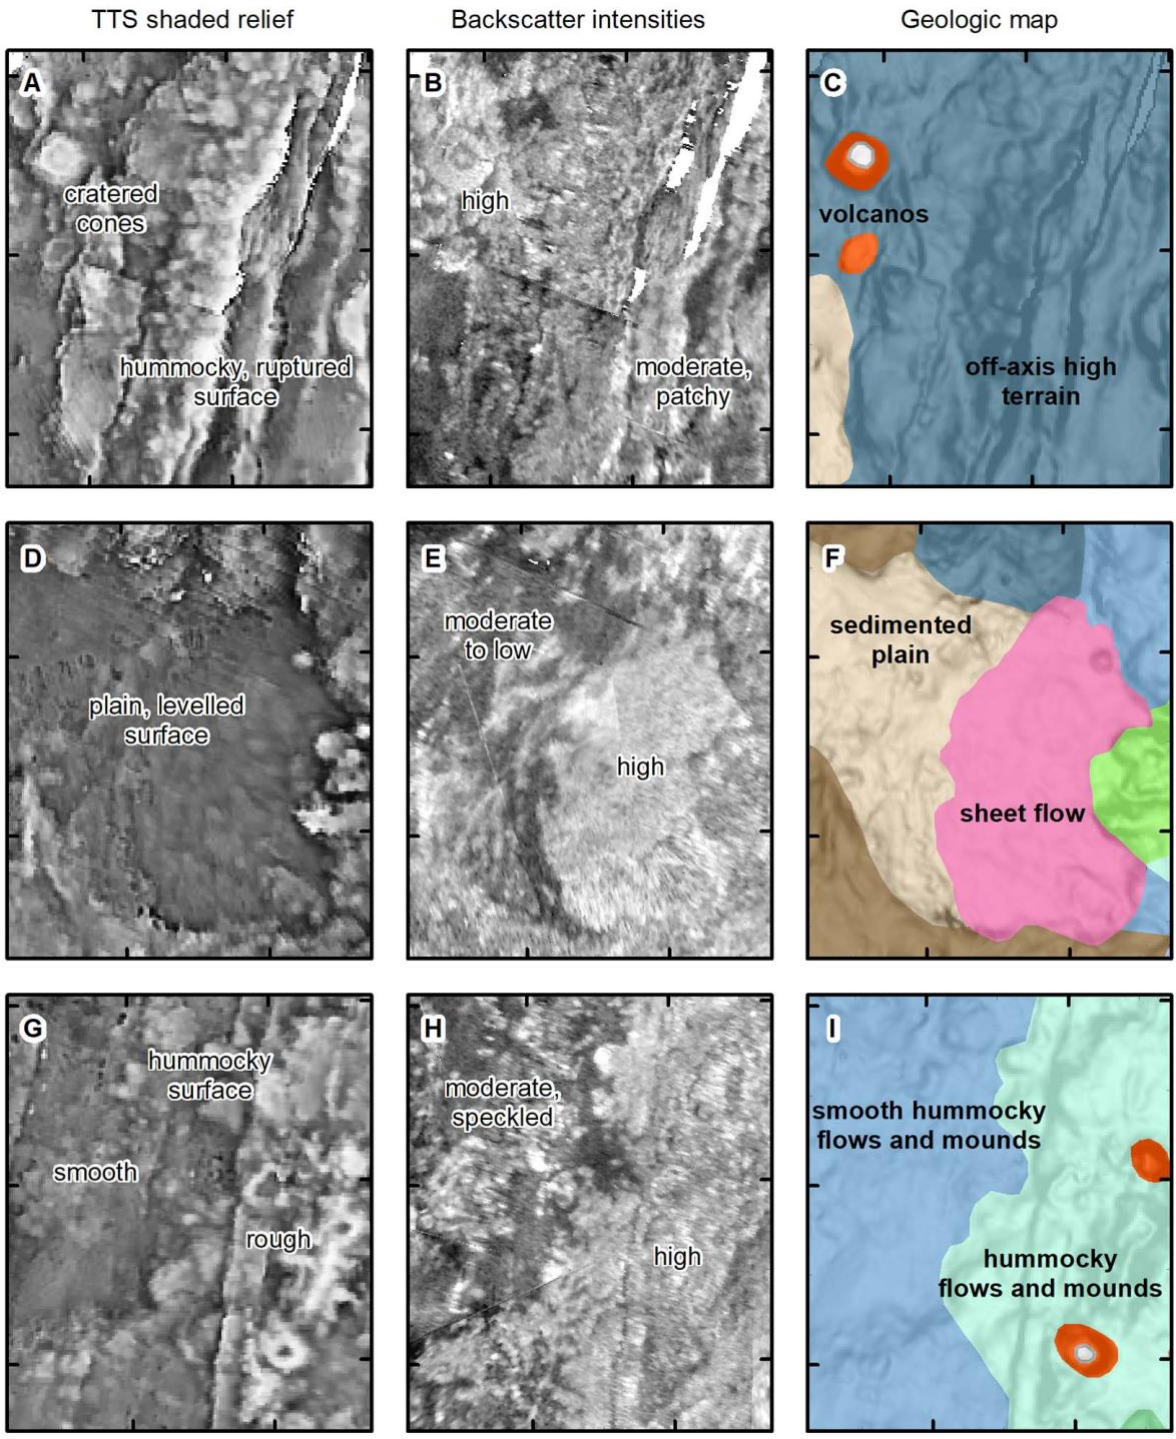 TTS shaded relief
Backscatter intensities
Geologic map
A
cratered
cones
hummocky, ruptured
surface
B
high
moderate,
patchy
C
volcanos
off-axis high
terrain
D
plain, levelled
surface
E
moderate
to low
high
F
sedimented
plain
sheet flow
G
hummocky
surface
smooth
rough
H
moderate,
speckled
high
I
smooth hummocky
flows and mounds
hummocky
flows and mounds